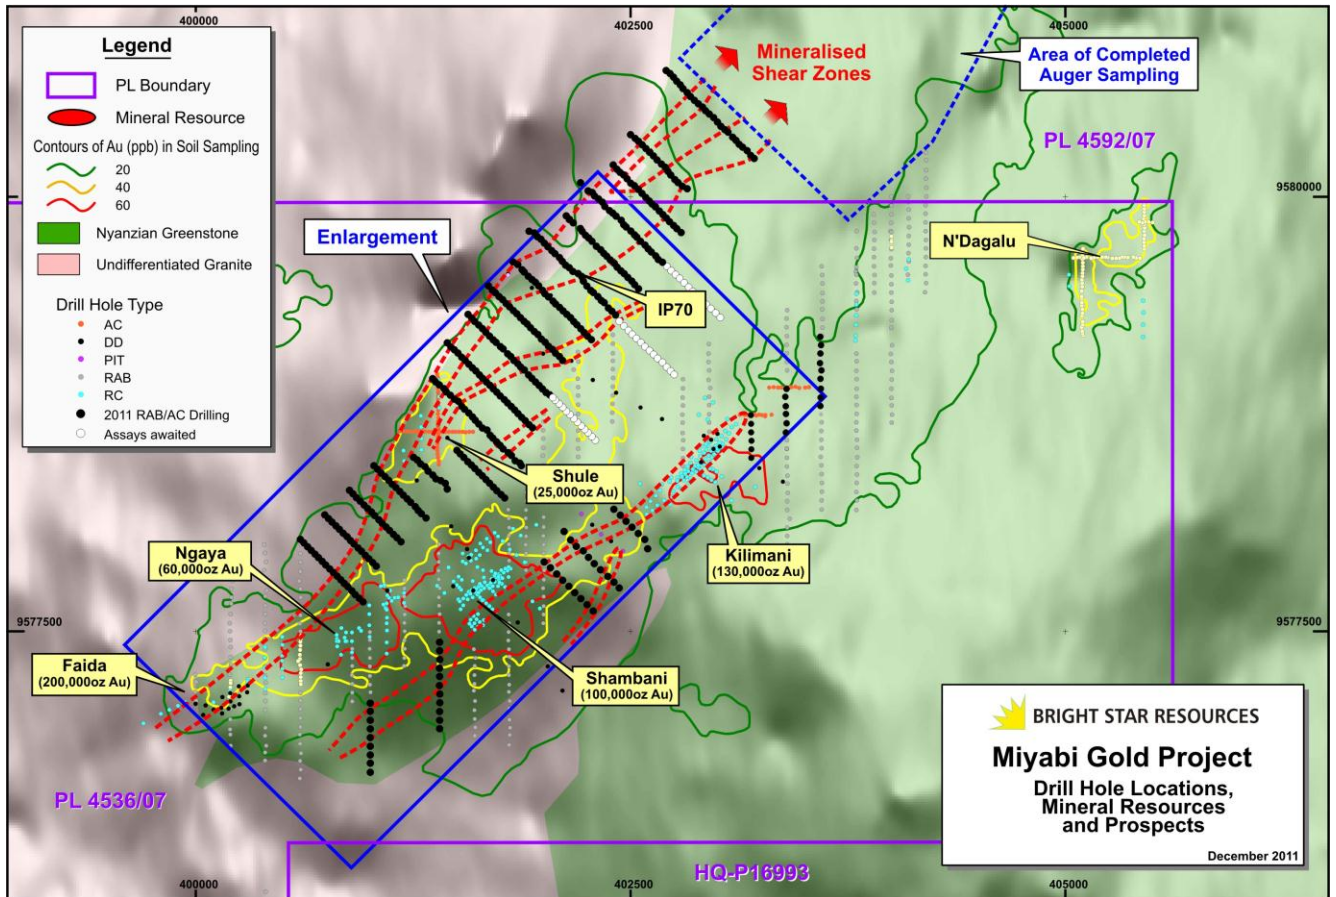 400000
402500
405000
Legend
PL Boundary
Mineral Resource
Contours of Au (ppb) in Soil Sampling
20
40
60
Nyanzian Greenstone
Undifferentiated Granite
Drill Hole Type
AC
DD
PIT
RAB
RC
2011 RAB/AC Drilling
Assays awaited
Mineralised
Shear Zones
Area of Completed
Auger Sampling
PL 4592/07
9580000
Enlargement
N'Dagalu
IP70
Shule
(25,000oz Au)
Ngaya
(60,000oz Au)
Kilimani
(130,000oz Au)
9577500
9577500
Faida
(200,000oz Au)
Shambani
(100,000oz Au)
PL 4536/07
BRIGHT STAR RESOURCES
Miyabi Gold Project
Drill Hole Locations,
Mineral Resources
and Prospects
December 2011
HQ-P16993
400000
402500
405000